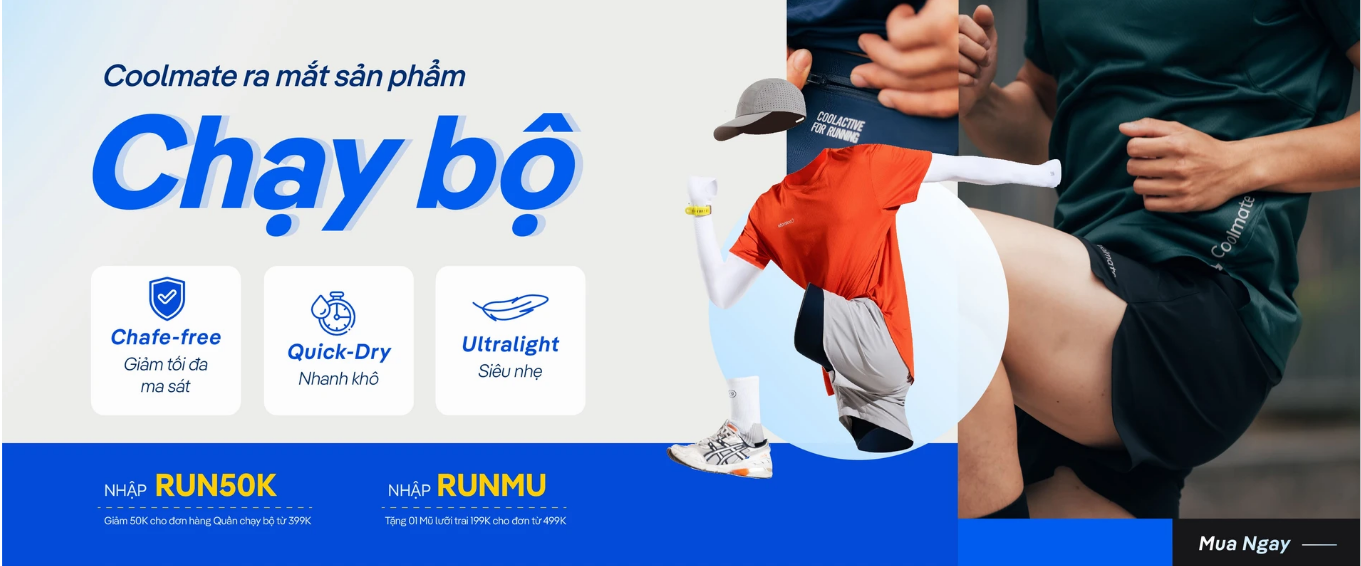 Coolmate ra mắt sản phẩm
Chạy bộ
Chafe-free
Giảm tối đa
ma sát
Quick-Dry
Nhanh khô
Ultralight
Siêu nhẹ
NHẬP RUN50K
Giảm 50K cho đơn hàng Quần chạy bộ từ 399K
NHẬP RUNMU
Tặng 01 Mũ lưỡi trai 199K cho đơn từ 499K
COOLACTIVE
FOR RUNNING
Coolmate
Mua Ngay